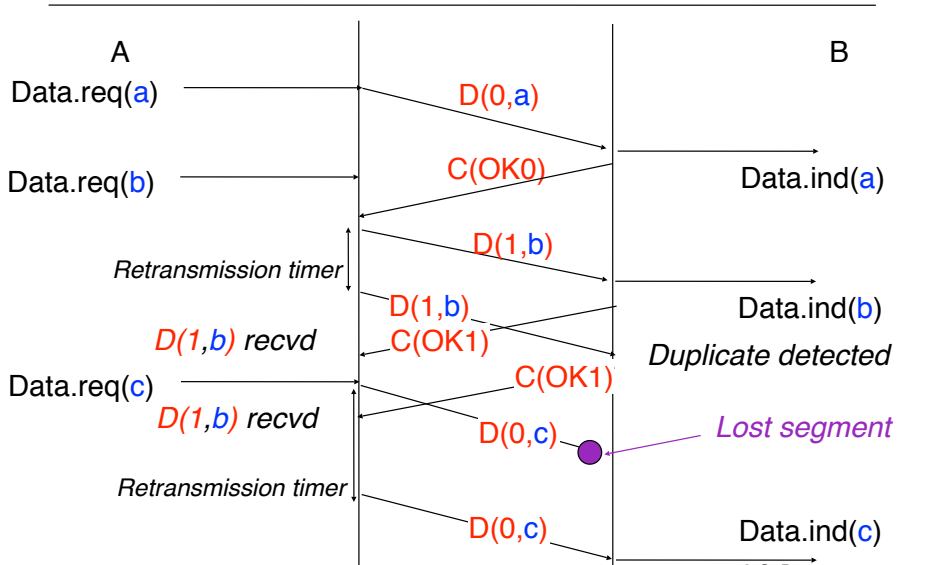 A
B
Data.req(a)
D(0,a)
C(OK0)
Data.ind(a)
Data.req(b)
D(1,b)
Retransmission timer
D(1,b)
Data.ind(b)
D(1,b) recvd
C(OK1)
Duplicate detected
Data.req(c)
C(OK1)
D(1,b) recvd
D(0,c)
Lost segment
Retransmission timer
D(0,c)
Data.ind(c)